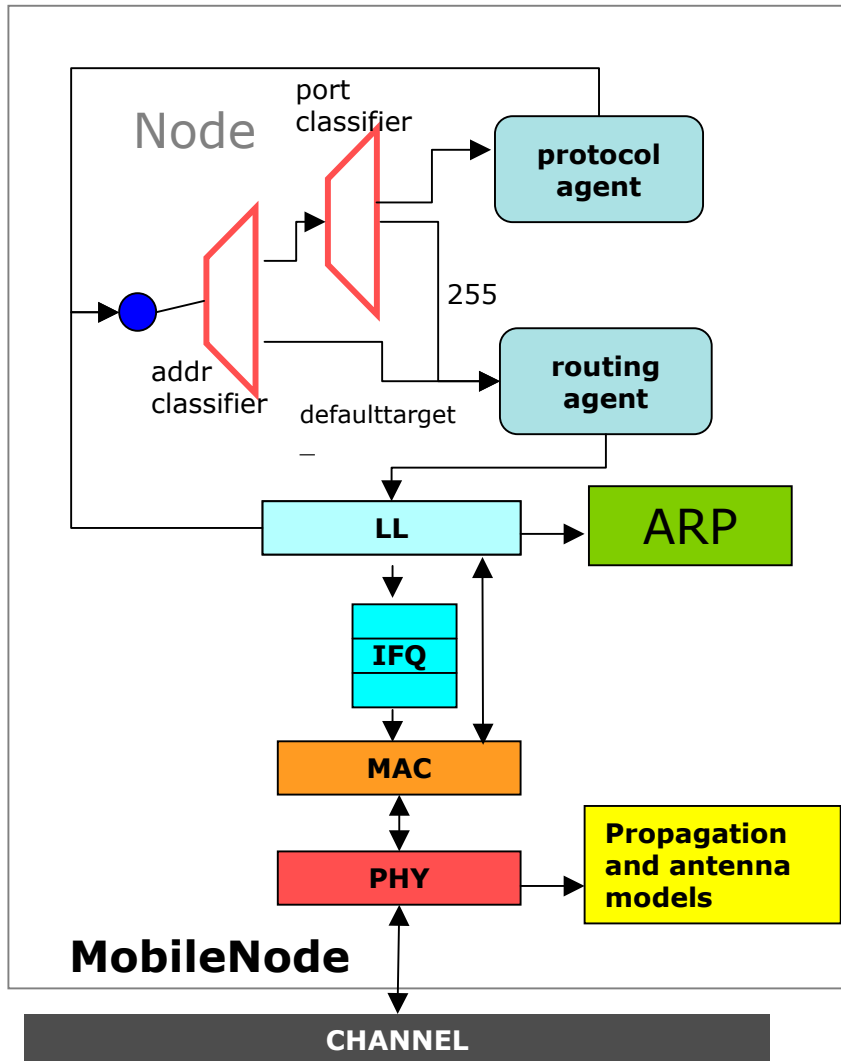 port
classifier
Node
protocol
agent
255
addr
classifier
routing
agent
defaulttarget
_
LL
ARP
IFQ
MAC
PHY
Propagation
and antenna
models
MobileNode
CHANNEL